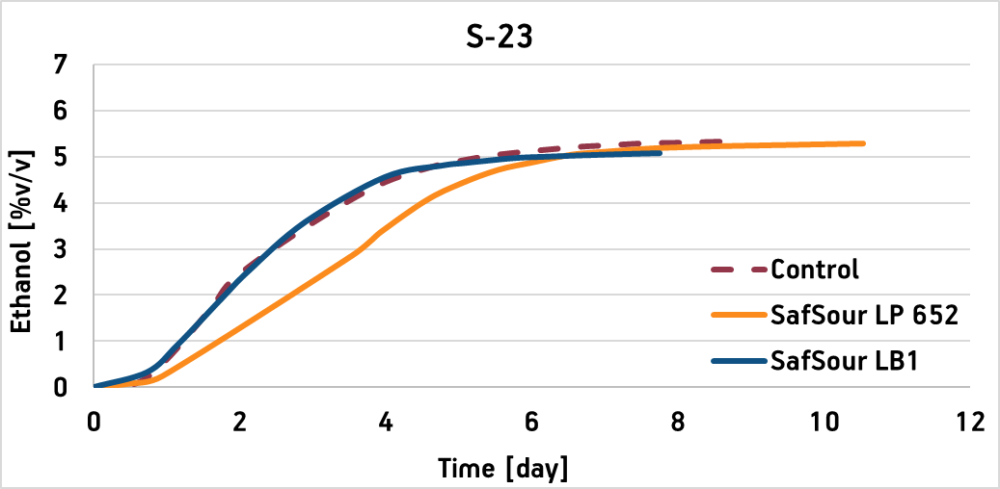 S-23
Ethanol [%v/v]
7
6
5
4
3
2
1
0
Control
SafSour LP 652
SafSour LB1
0 2 4 6 8 10 12
Time [day]